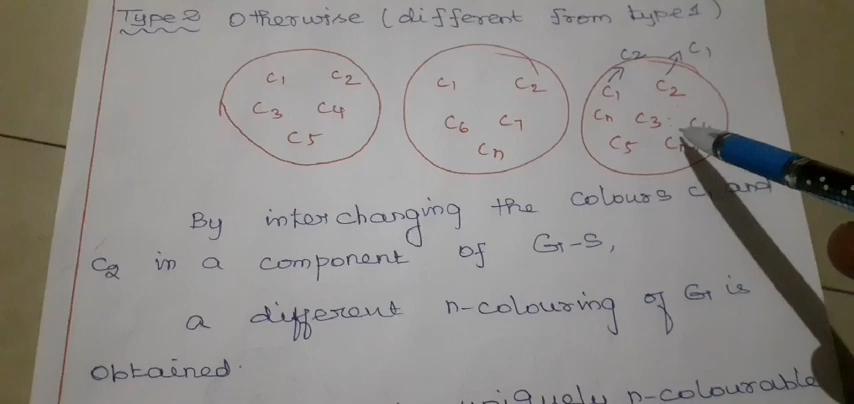 Type 2 Otherwise (different from type 1)
C1 C2
C3 C4
C5
C1 C2
C6 C7
Cn
C2 C1
C1 C2
Cn C3
C5
By interchanging the colours and
C2 in a component of G-S,
a different n-colouring of G is
obtained.
uniquely n-colourable